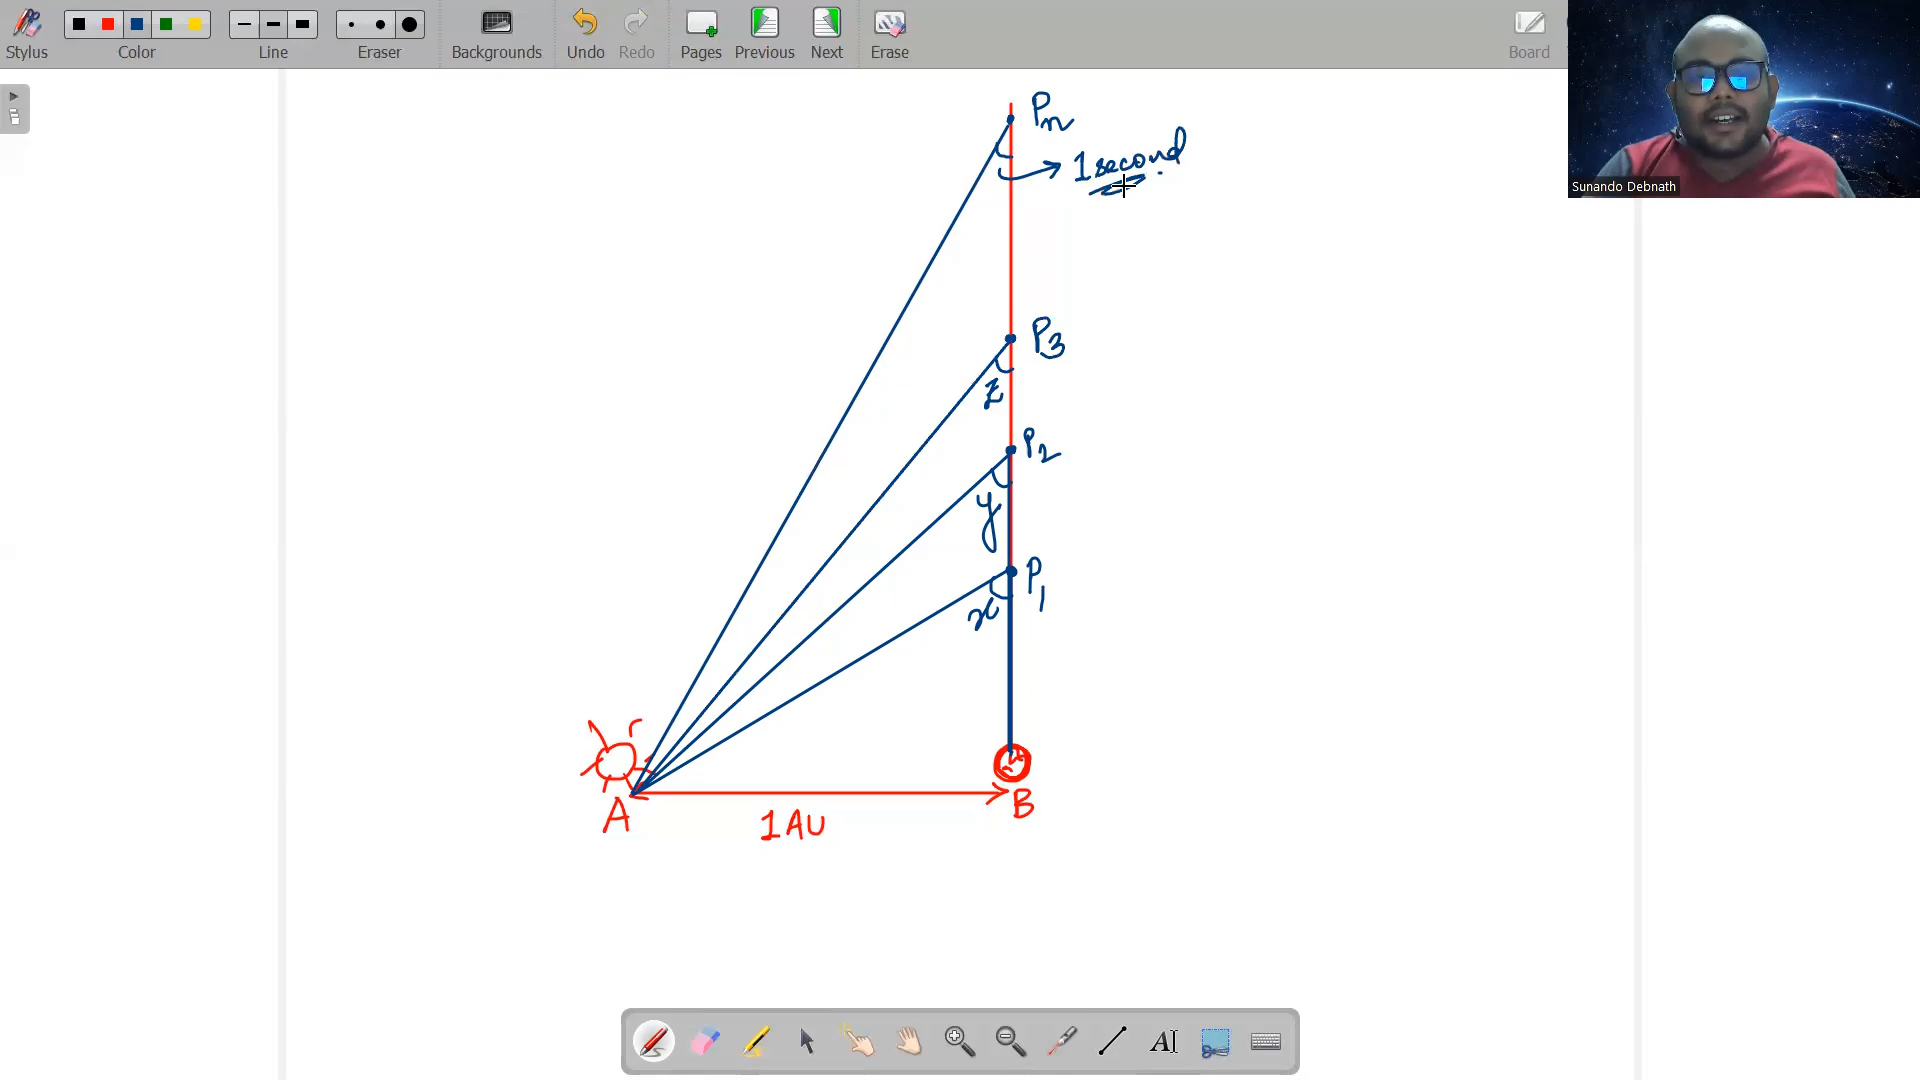 Stylus
Color
Line
Eraser
Backgrounds
Undo
Redo
Pages
Previous
Next
Erase
Board
Sunando Debnath
Pn
1 second
P3
z
P2
y
P1
x
A
B
1 AU
AI